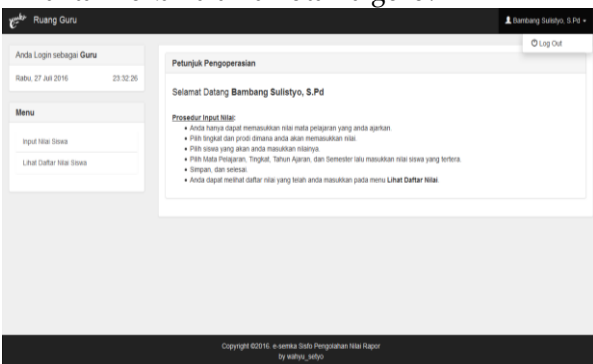 Ruang Guru
Bambang Sulistyo, S.Pd
Log Out
Anda Login sebagai Guru
Rabu, 27 Juli 2016 23:32:26
Menu
Input Nilai Siswa
Lihat Daftar Nilai Siswa
Petunjuk Pengoperasian
Selamat Datang Bambang Sulistyo, S.Pd
Prosedur Input Nilai:
Anda hanya dapat memasukkan nilai mata pelajaran yang anda ajarkan.
Pilih tingkat dan prodi dimana anda akan memasukkan nilai.
Pilih siswa yang akan anda masukkan nilainya.
Pilih Mata Pelajaran, Tingkat, Tahun Ajaran, dan Semester lalu masukkan nilai siswa yang tertera.
Simpan, dan selesai.
Anda dapat melihat daftar nilai yang telah anda masukkan pada menu Lihat Daftar Nilai.
Copyright ©2016. e-semka Sisfo Pengolahan Nilai Rapor
by wahyu_setyo